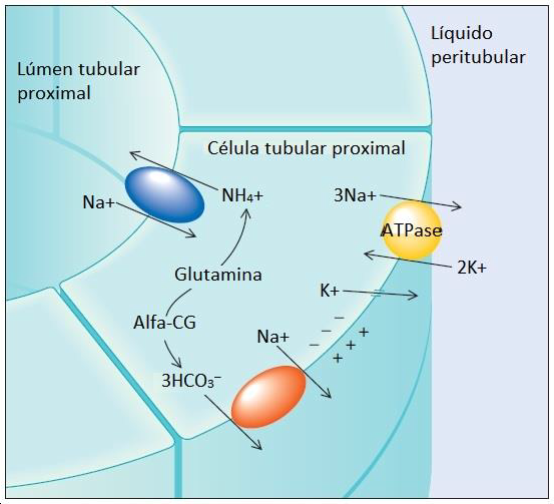 Líquido
peritubular
Lúmen tubular
proximal
Célula tubular proximal
Na+
NH4+
3Na+
ATPase
2K+
Glutamina
K+
Alfa-CG
Na+
3HCO₃⁻
− − −
+ + +